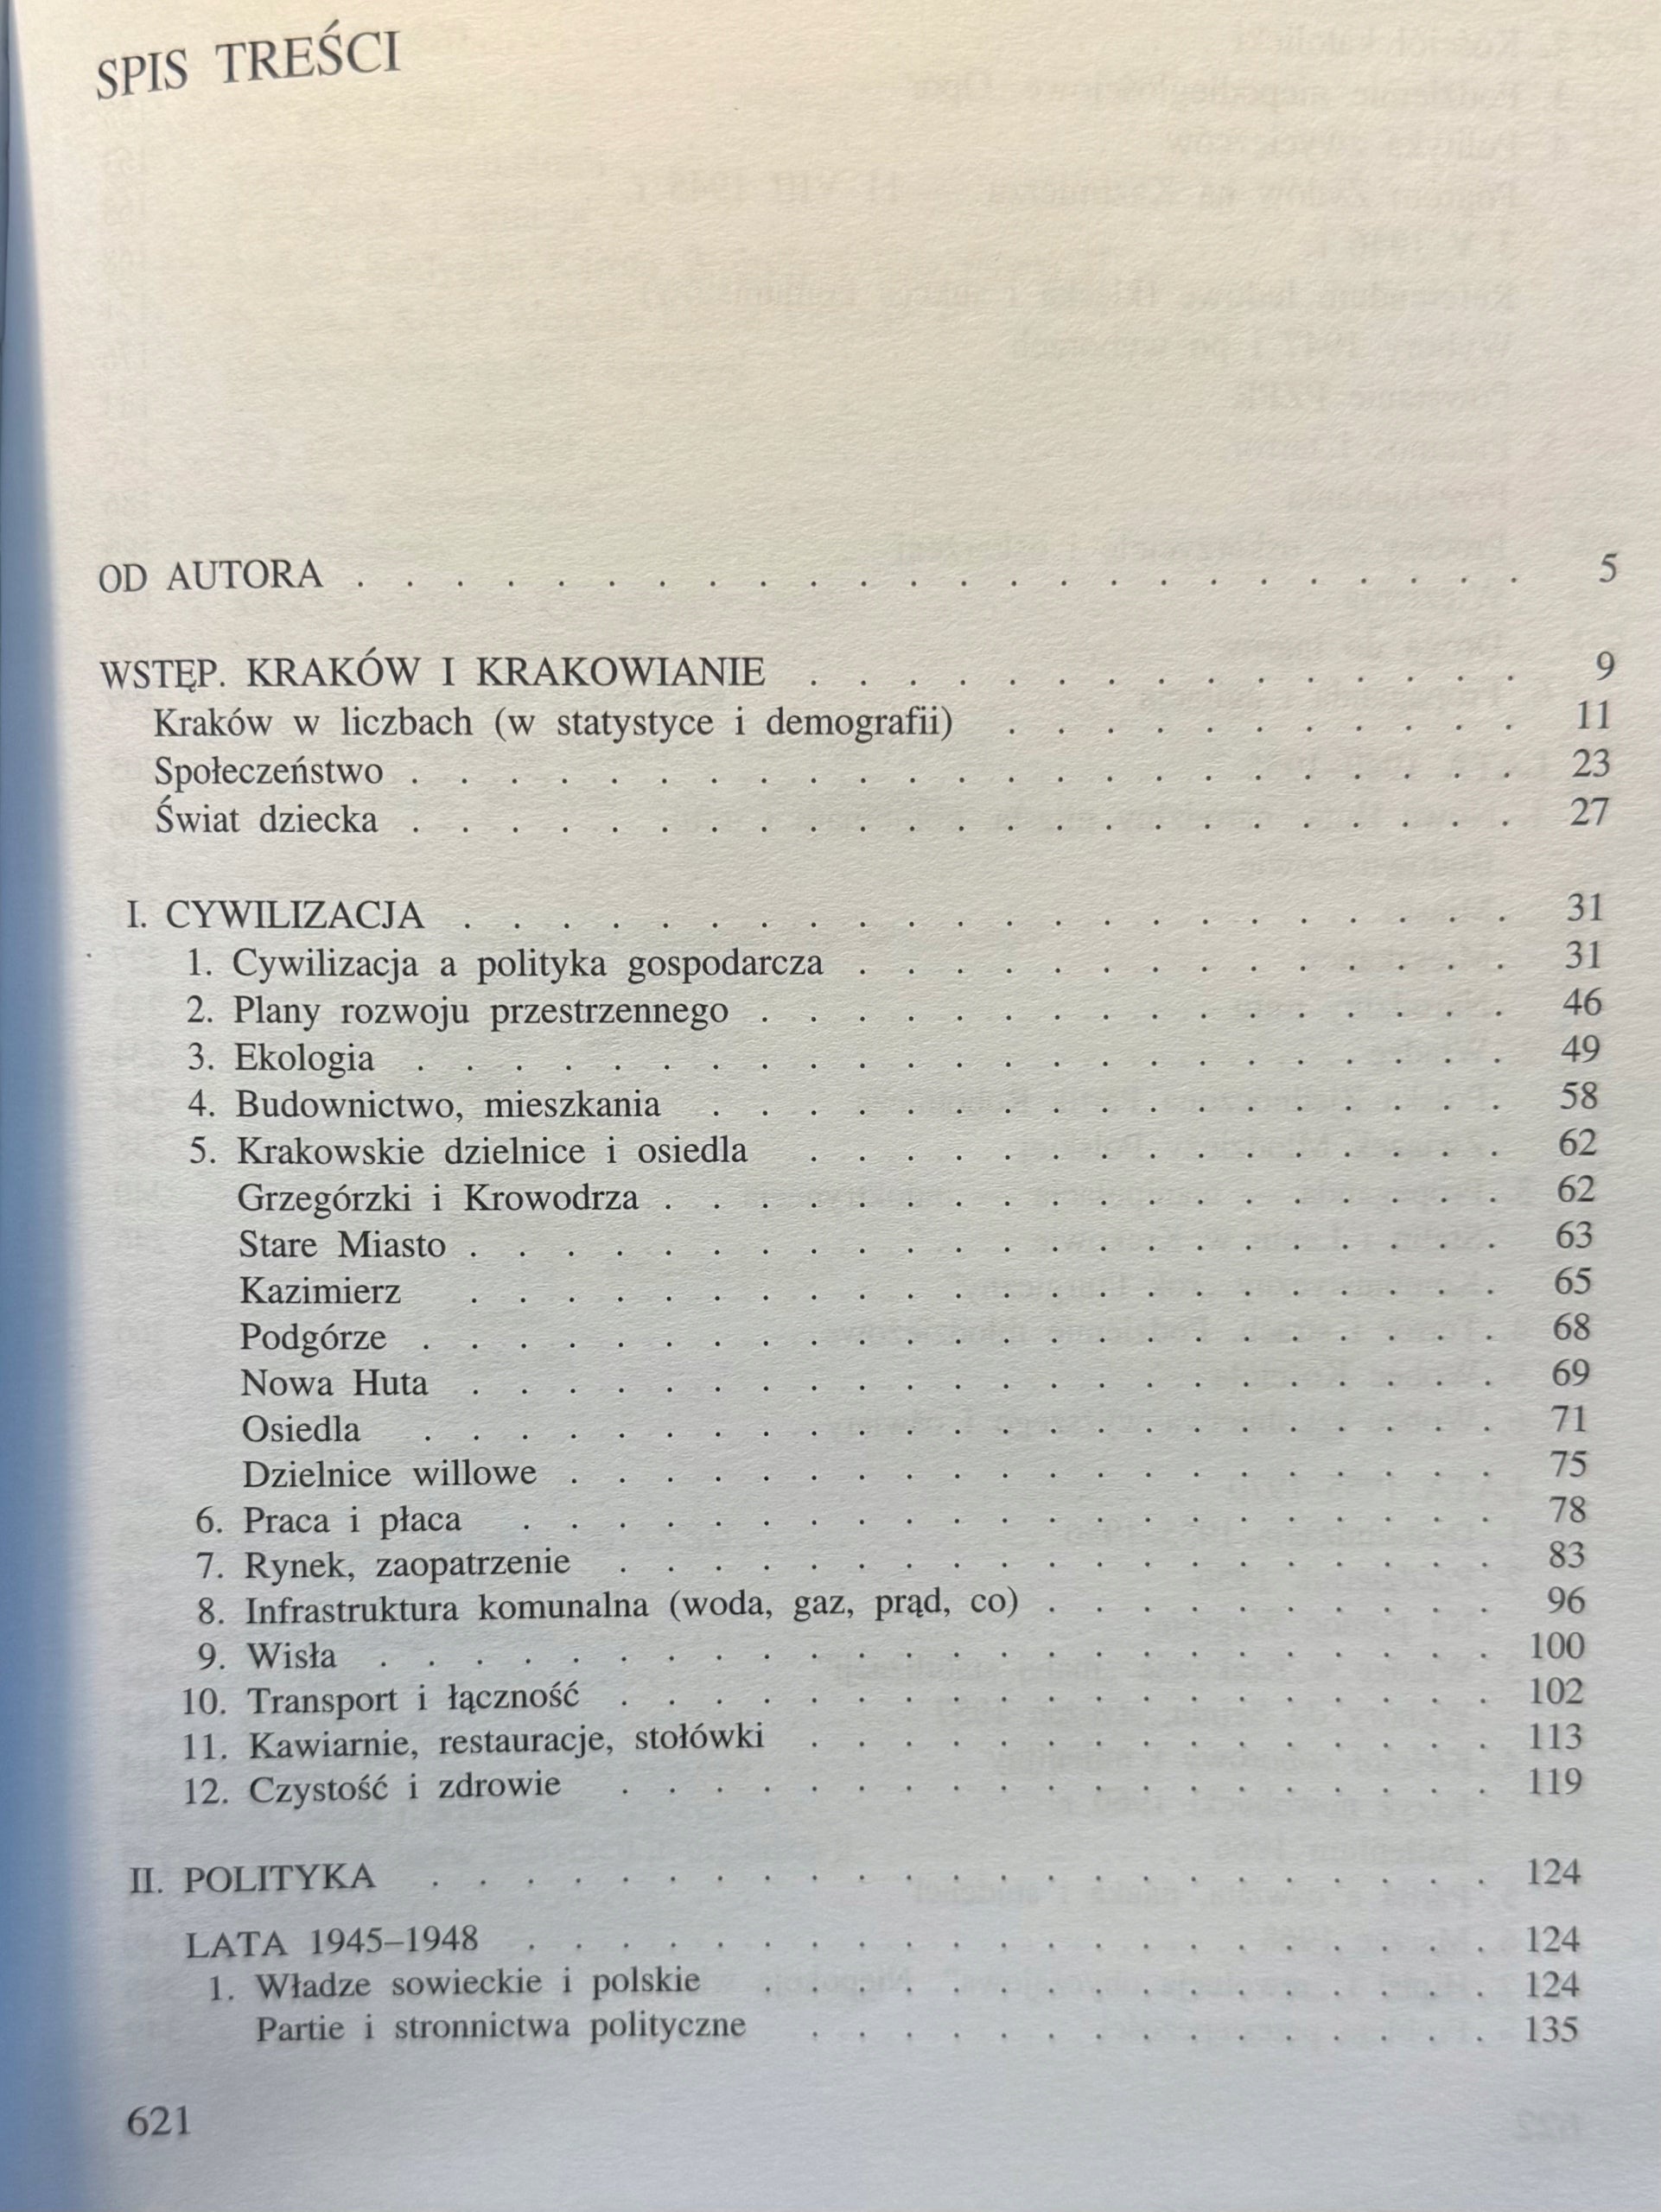 SPIS TREŚCI
OD AUTORA . . . . . . . . . . . . . . . . . . . . . . . . 5
WSTĘP. KRAKÓW I KRAKOWIANIE . . . . . . . . . . . . . . . 9
Kraków w liczbach (w statystyce i demografii) . . . . . . . . . . . 11
Społeczeństwo . . . . . . . . . . . . . . . . . . . . . . . 23
Świat dziecka . . . . . . . . . . . . . . . . . . . . . . . 27
I. CYWILIZACJA . . . . . . . . . . . . . . . . . . . . . . 31
1. Cywilizacja a polityka gospodarcza . . . . . . . . . . . . . . 31
2. Plany rozwoju przestrzennego . . . . . . . . . . . . . . . . 46
3. Ekologia . . . . . . . . . . . . . . . . . . . . . . . 49
4. Budownictwo, mieszkania . . . . . . . . . . . . . . . . . 58
5. Krakowskie dzielnice i osiedla . . . . . . . . . . . . . . . 62
Grzegórzki i Krowodrza . . . . . . . . . . . . . . . . . . 62
Stare Miasto . . . . . . . . . . . . . . . . . . . . . . 63
Kazimierz . . . . . . . . . . . . . . . . . . . . . . 65
Podgórze . . . . . . . . . . . . . . . . . . . . . . . 68
Nowa Huta . . . . . . . . . . . . . . . . . . . . . . 69
Osiedla . . . . . . . . . . . . . . . . . . . . . . . 71
Dzielnice willowe . . . . . . . . . . . . . . . . . . . . 75
6. Praca i płaca . . . . . . . . . . . . . . . . . . . . . 78
7. Rynek, zaopatrzenie . . . . . . . . . . . . . . . . . . . 83
8. Infrastruktura komunalna (woda, gaz, prąd, co) . . . . . . . . . . 96
9. Wisła . . . . . . . . . . . . . . . . . . . . . . . . 100
10. Transport i łączność . . . . . . . . . . . . . . . . . . . 102
11. Kawiarnie, restauracje, stołówki . . . . . . . . . . . . . . . 113
12. Czystość i zdrowie . . . . . . . . . . . . . . . . . . . 119
II. POLITYKA . . . . . . . . . . . . . . . . . . . . . . . 124
LATA 1945–1948 . . . . . . . . . . . . . . . . . . . . . 124
1. Władze sowieckie i polskie . . . . . . . . . . . . . . . . 124
Partie i stronnictwa polityczne . . . . . . . . . . . . . . . 135
621